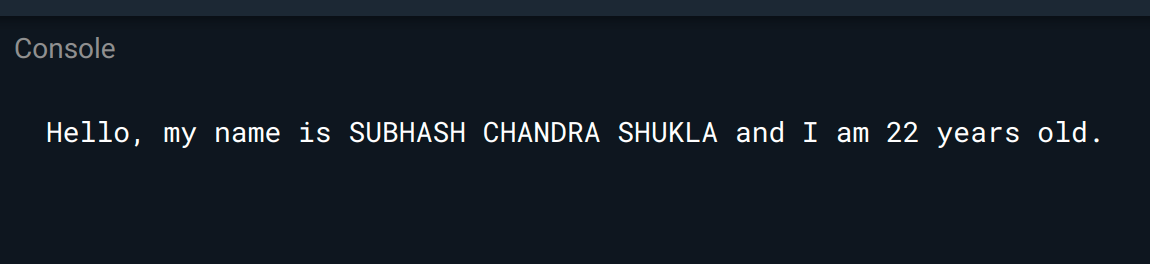 Console
Hello, my name is SUBHASH CHANDRA SHUKLA and I am 22 years old.